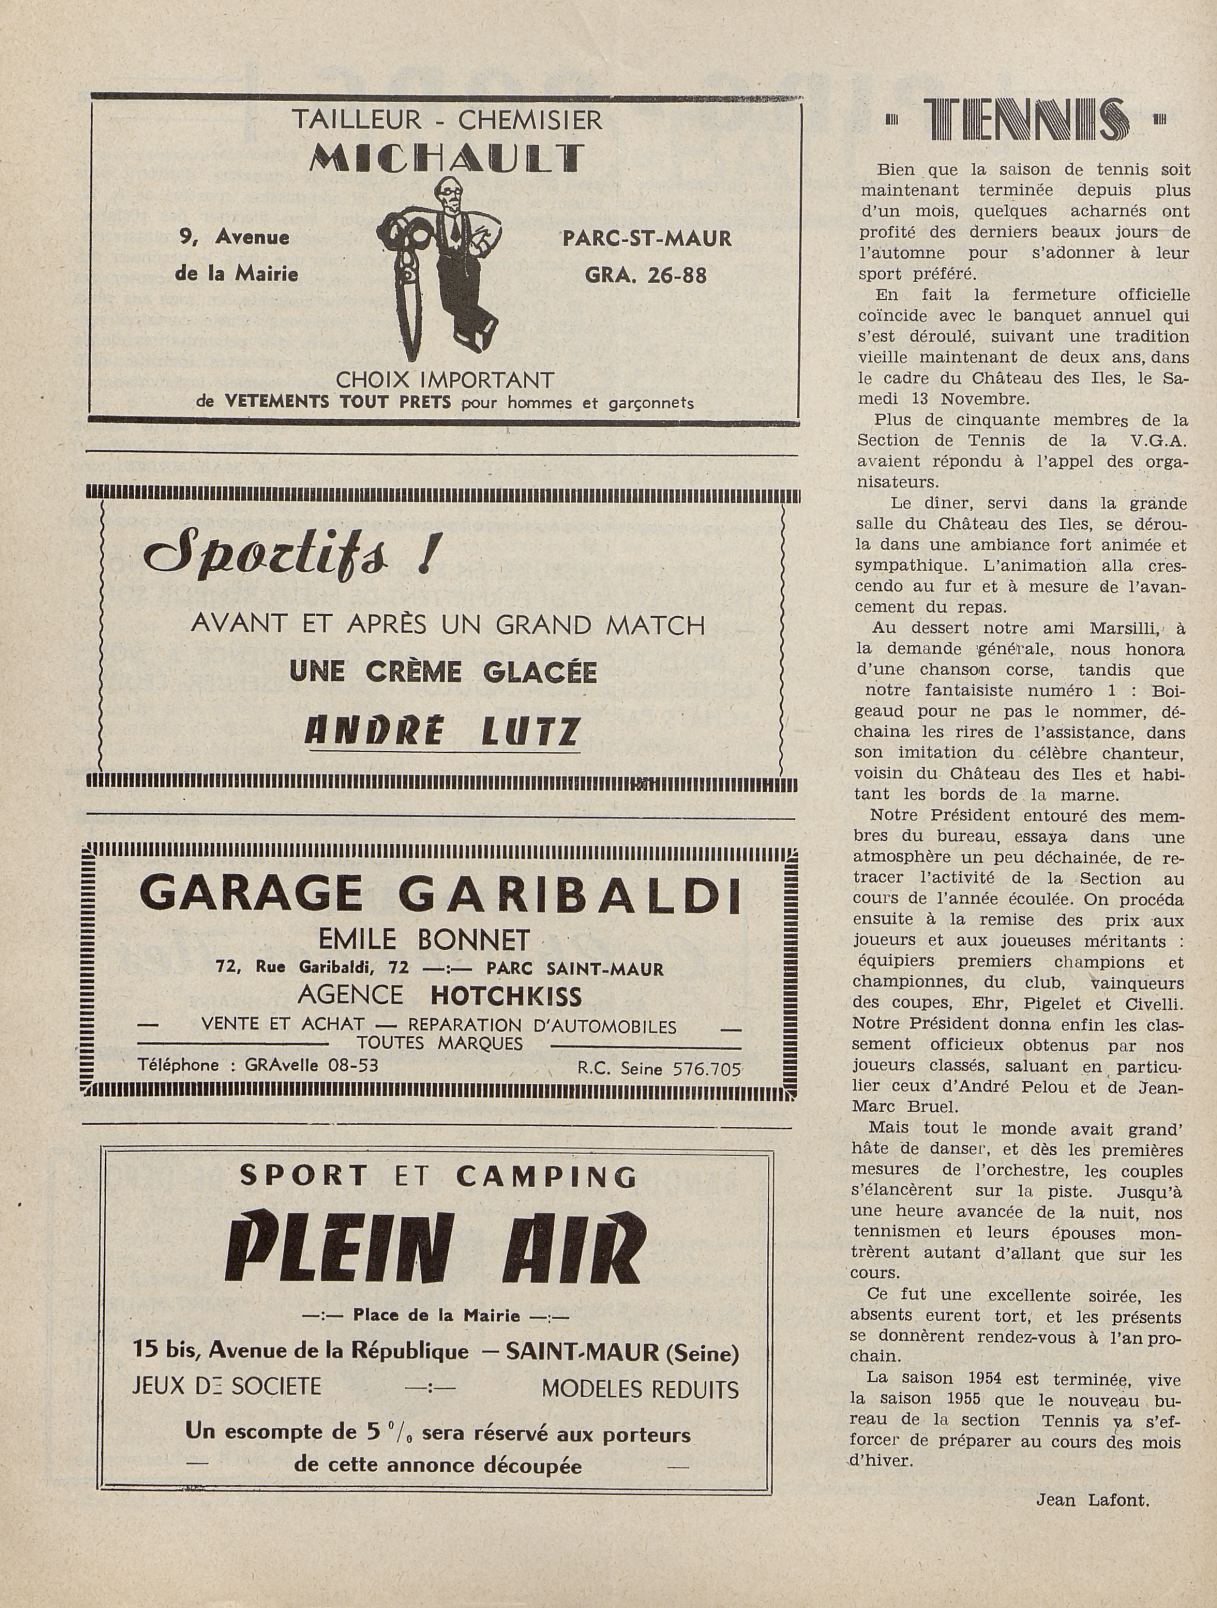 TAILLEUR - CHEMISIER
MICHAULT
9, Avenue
de la Mairie
PARC-ST-MAUR
GRA. 26-88
CHOIX IMPORTANT
de VETEMENTS TOUT PRETS pour hommes et garçonnets
Sportifs !
AVANT ET APRÈS UN GRAND MATCH
UNE CRÈME GLACÉE
ANDRÉ LUTZ
GARAGE GARIBALDI
EMILE BONNET
72, Rue Garibaldi, 72 —:— PARC SAINT-MAUR
AGENCE HOTCHKISS
— VENTE ET ACHAT — REPARATION D'AUTOMOBILES —
TOUTES MARQUES
Téléphone : GRAvelle 08-53 R.C. Seine 576.705
SPORT ET CAMPING
PLEIN AIR
—:— Place de la Mairie —:—
15 bis, Avenue de la République — SAINT-MAUR (Seine)
JEUX DE SOCIETE —:— MODELES REDUITS
Un escompte de 5 % sera réservé aux porteurs
— de cette annonce découpée —
- TENNIS -
Bien que la saison de tennis soit
maintenant terminée depuis plus
d'un mois, quelques acharnés ont
profité des derniers beaux jours de
l'automne pour s'adonner à leur
sport préféré.
En fait la fermeture officielle
coïncide avec le banquet annuel qui
s'est déroulé, suivant une tradition
vieille maintenant de deux ans, dans
le cadre du Château des Iles, le Sa-
medi 13 Novembre.
Plus de cinquante membres de la
Section de Tennis de la V.G.A.
avaient répondu à l'appel des orga-
nisateurs.
Le dîner, servi dans la grande
salle du Château des Iles, se dérou-
la dans une ambiance fort animée et
sympathique. L'animation alla cres-
cendo au fur et à mesure de l'avan-
cement du repas.
Au dessert notre ami Marsilli, à
la demande générale, nous honora
d'une chanson corse, tandis que
notre fantaisiste numéro 1 : Boi-
geaud pour ne pas le nommer, dé-
chaina les rires de l'assistance, dans
son imitation du célèbre chanteur,
voisin du Château des Iles et habi-
tant les bords de la marne.
Notre Président entouré des mem-
bres du bureau, essaya dans une
atmosphère un peu déchainée, de re-
tracer l'activité de la Section au
cours de l'année écoulée. On procéda
ensuite à la remise des prix aux
joueurs et aux joueuses méritants :
équipiers premiers champions et
championnes, du club, vainqueurs
des coupes, Ehr, Pigelet et Civelli.
Notre Président donna enfin les clas-
sement officieux obtenus par nos
joueurs classés, saluant en particu-
lier ceux d'André Pelou et de Jean-
Marc Bruel.
Mais tout le monde avait grand'
hâte de danser, et dès les premières
mesures de l'orchestre, les couples
s'élancèrent sur la piste. Jusqu'à
une heure avancée de la nuit, nos
tennismen et leurs épouses mon-
trèrent autant d'allant que sur les
cours.
Ce fut une excellente soirée, les
absents eurent tort, et les présents
se donnèrent rendez-vous à l'an pro-
chain.
La saison 1954 est terminée, vive
la saison 1955 que le nouveau bu-
reau de la section Tennis va s'ef-
forcer de préparer au cours des mois
d'hiver.
Jean Lafont.